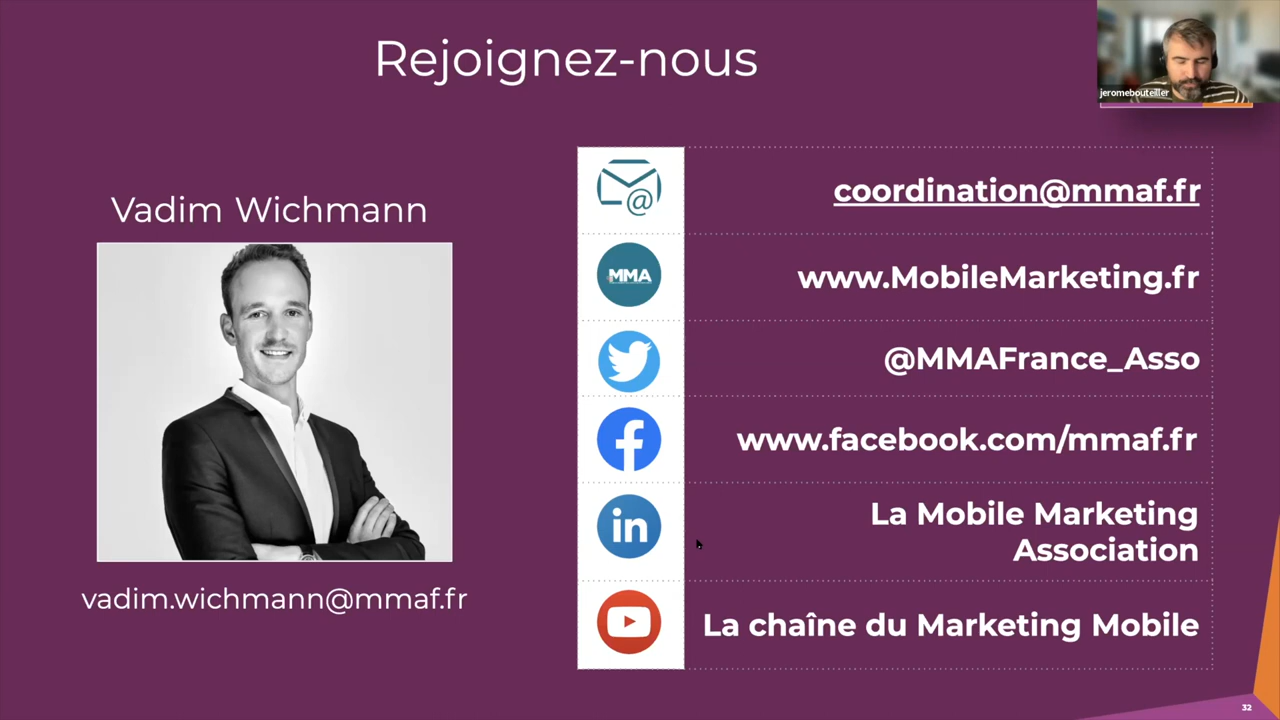 Rejoignez-nous
jeromebouteiller
Vadim Wichmann
vadim.wichmann@mmaf.fr
coordination@mmaf.fr
MMA
www.MobileMarketing.fr
@MMAFrance_Asso
www.facebook.com/mmaf.fr
in
La Mobile Marketing
Association
La chaîne du Marketing Mobile
32